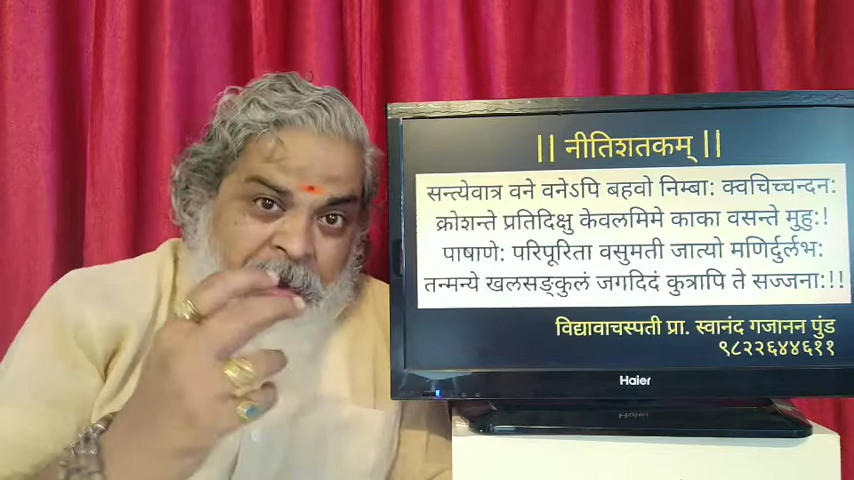 || नीतिशतकम् ||
सन्त्येवात्र वने वनेऽपि बहवो निम्बा: क्वचिच्चन्दन:
क्रोशन्त प्रतिदिक्षु केवलमिमे काका वसन्ते मुहु:!
पाषाणे: परिपूरिता वसुमती जात्यो मणिर्दुर्लभ:
तन्मन्ये खलसङ्कुलं जगदिदं कुत्रापि ते सज्जना:!!
विद्यावाचस्पती प्रा. स्वानंद गजानन पुंड
९८२२६४४६११
Haier